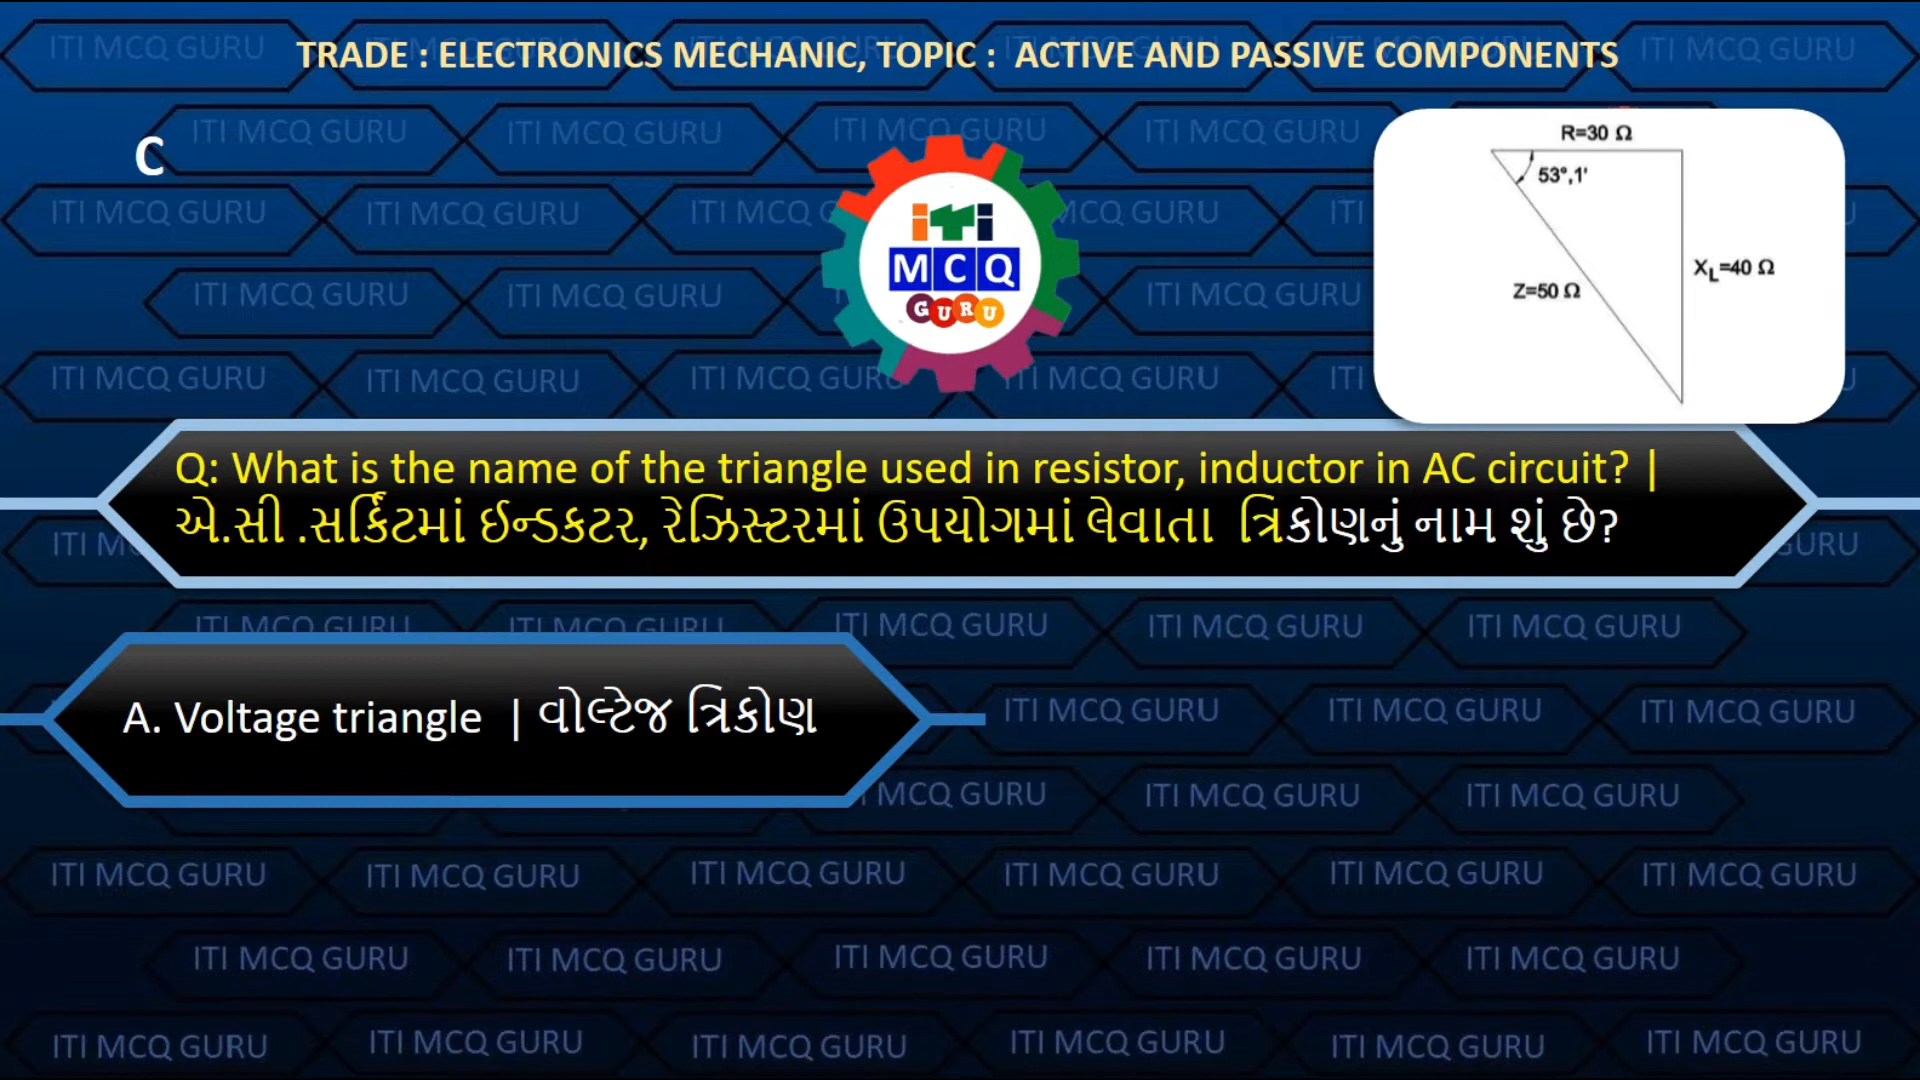 TRADE : ELECTRONICS MECHANIC, TOPIC : ACTIVE AND PASSIVE COMPONENTS
C
iTi
MCQ
GURU
R=30 Ω
53°,1'
XL=40 Ω
Z=50 Ω
Q: What is the name of the triangle used in resistor, inductor in AC circuit? |
એ.સી .સર્કિટમાં ઈન્ડકટર, રેઝિસ્ટરમાં ઉપયોગમાં લેવાતા ત્રિકોણનું નામ શું છે?
A. Voltage triangle | વોલ્ટેજ ત્રિકોણ
ITI MCQ GURU